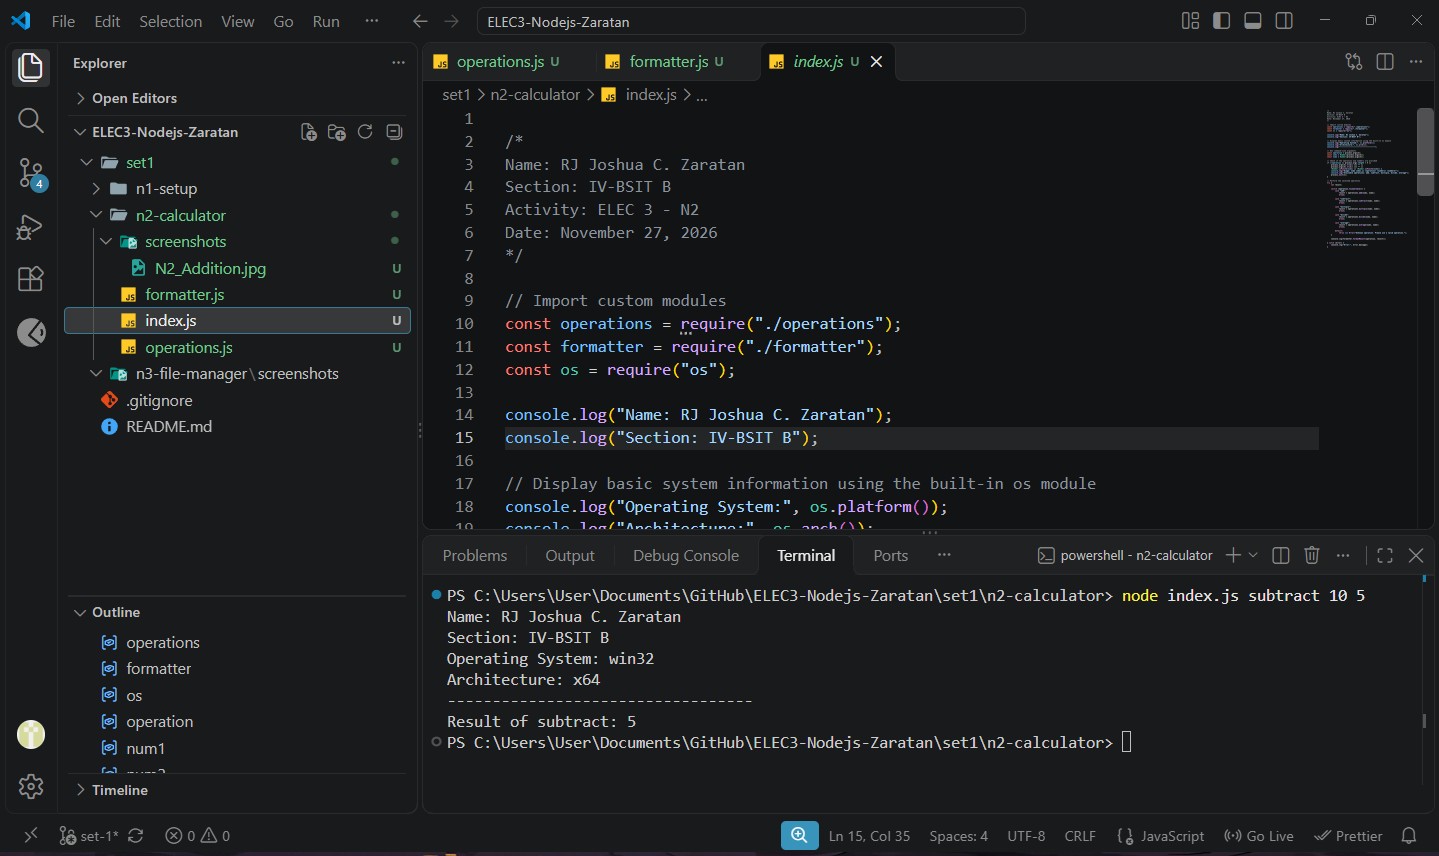 File Edit Selection View Go Run ··· ELEC3-Nodejs-Zaratan
Explorer ···
Open Editors
ELEC3-Nodejs-Zaratan
set1
n1-setup
n2-calculator
screenshots
N2_Addition.jpg U
formatter.js U
index.js U
operations.js U
n3-file-manager\screenshots
.gitignore
README.md
4
Outline
operations
formatter
os
operation
num1
num2
Timeline
operations.js U formatter.js U index.js U
set1 > n2-calculator > index.js > ...
1
2 /*
3 Name: RJ Joshua C. Zaratan
4 Section: IV-BSIT B
5 Activity: ELEC 3 - N2
6 Date: November 27, 2026
7 */
8
9 // Import custom modules
10 const operations = require("./operations");
11 const formatter = require("./formatter");
12 const os = require("os");
13
14 console.log("Name: RJ Joshua C. Zaratan");
15 console.log("Section: IV-BSIT B");
16
17 // Display basic system information using the built-in os module
18 console.log("Operating System:", os.platform());
19 console.log("Architecture:", os.arch());
Problems Output Debug Console Terminal Ports ··· powershell - n2-calculator
PS C:\Users\User\Documents\GitHub\ELEC3-Nodejs-Zaratan\set1\n2-calculator> node index.js subtract 10 5
Name: RJ Joshua C. Zaratan
Section: IV-BSIT B
Operating System: win32
Architecture: x64
---------------------------------
Result of subtract: 5
PS C:\Users\User\Documents\GitHub\ELEC3-Nodejs-Zaratan\set1\n2-calculator>
set-1* 0 0 Ln 15, Col 35 Spaces: 4 UTF-8 CRLF {} JavaScript Go Live Prettier